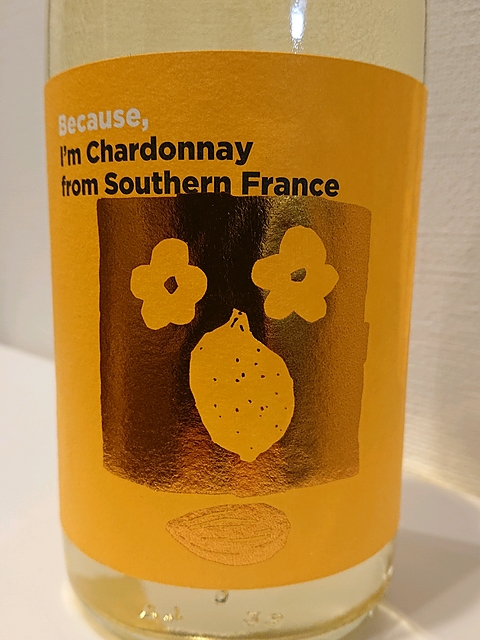 Because,
I'm Chardonnay
from Southern France